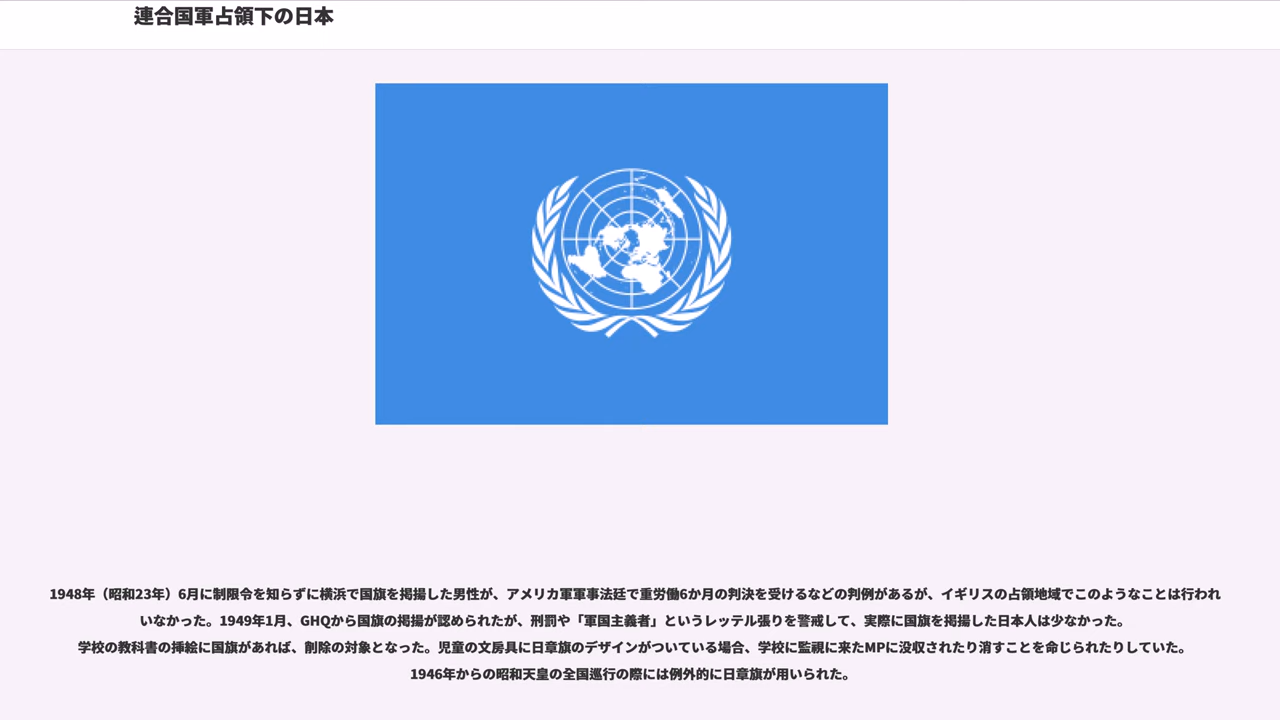 連合国軍占領下の日本
1948年（昭和23年）6月に制限令を知らずに横浜で国旗を掲揚した男性が、アメリカ軍軍事法廷で重労働6か月の判決を受けるなどの判例があるが、イギリスの占領地域でこのようなことは行われ
いなかった。1949年1月、GHQから国旗の掲揚が認められたが、刑罰や「軍国主義者」というレッテル張りを警戒して、実際に国旗を掲揚した日本人は少なかった。
学校の教科書の挿絵に国旗があれば、削除の対象となった。児童の文房具に日章旗のデザインがついている場合、学校に監視に来たMPに没収されたり消すことを命じられたりしていた。
1946年からの昭和天皇の全国巡行の際には例外的に日章旗が用いられた。